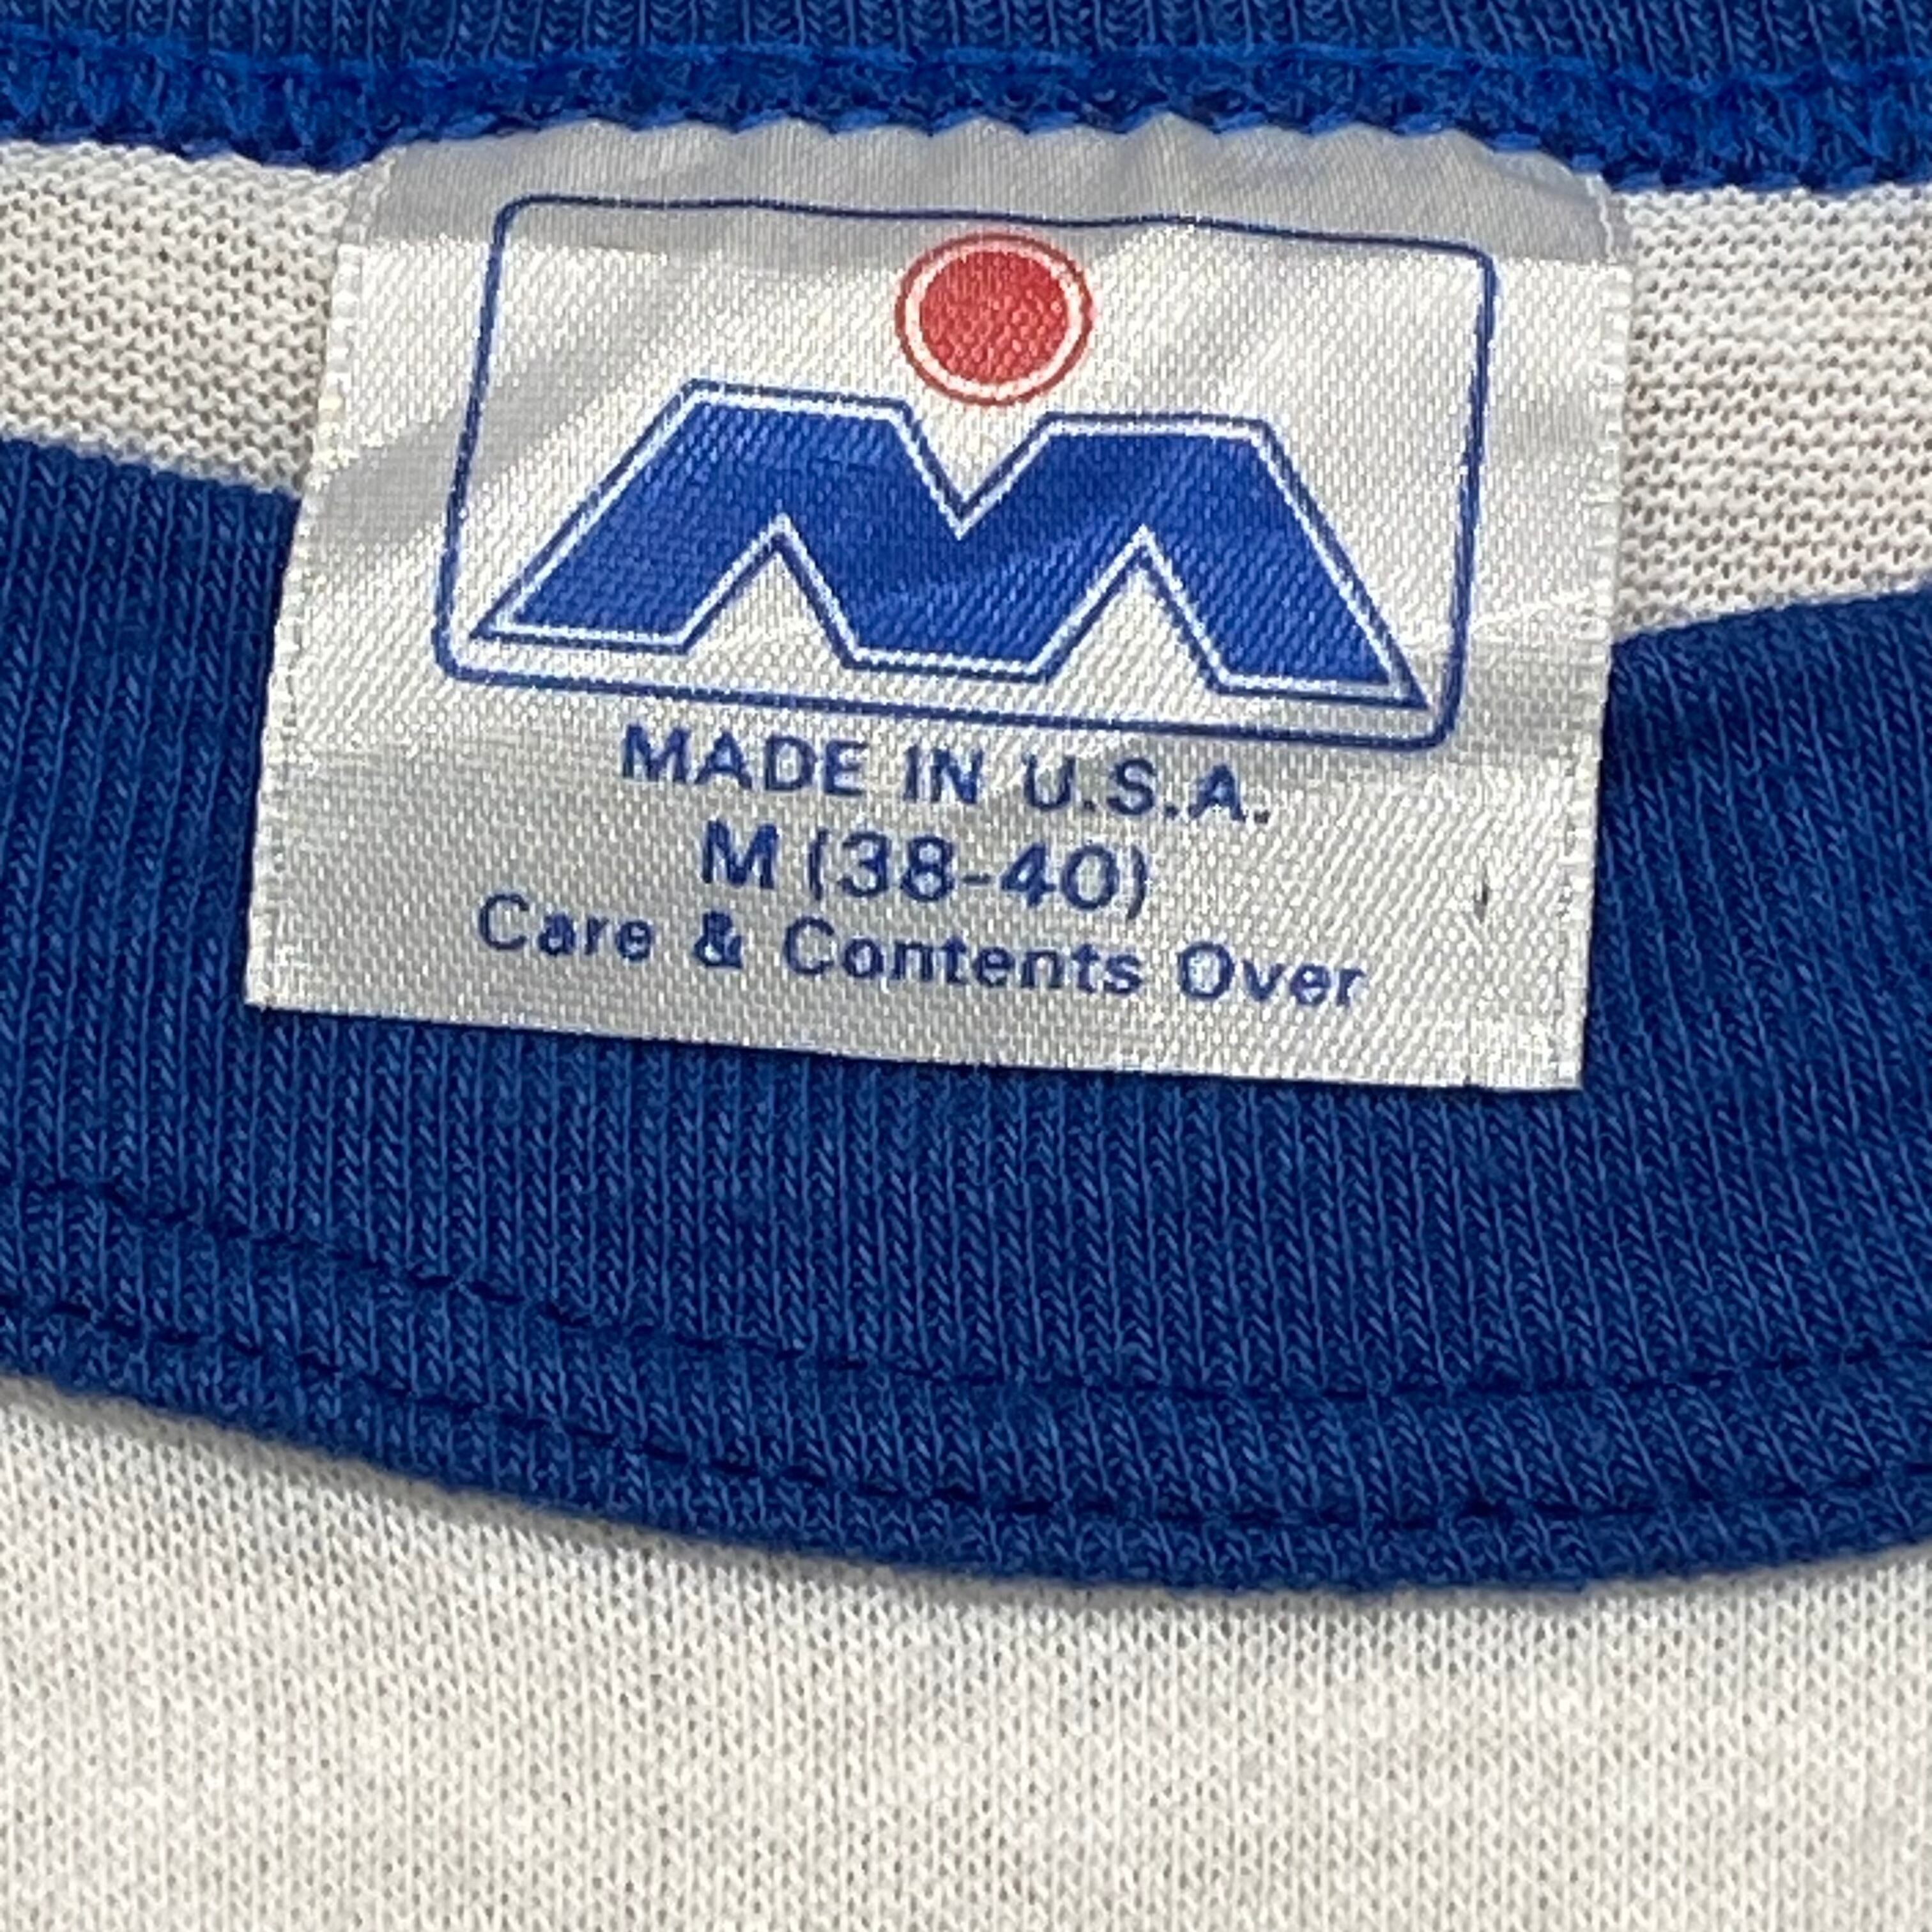 MADE IN U.S.A.
M (38-40)
Care & Contents Over